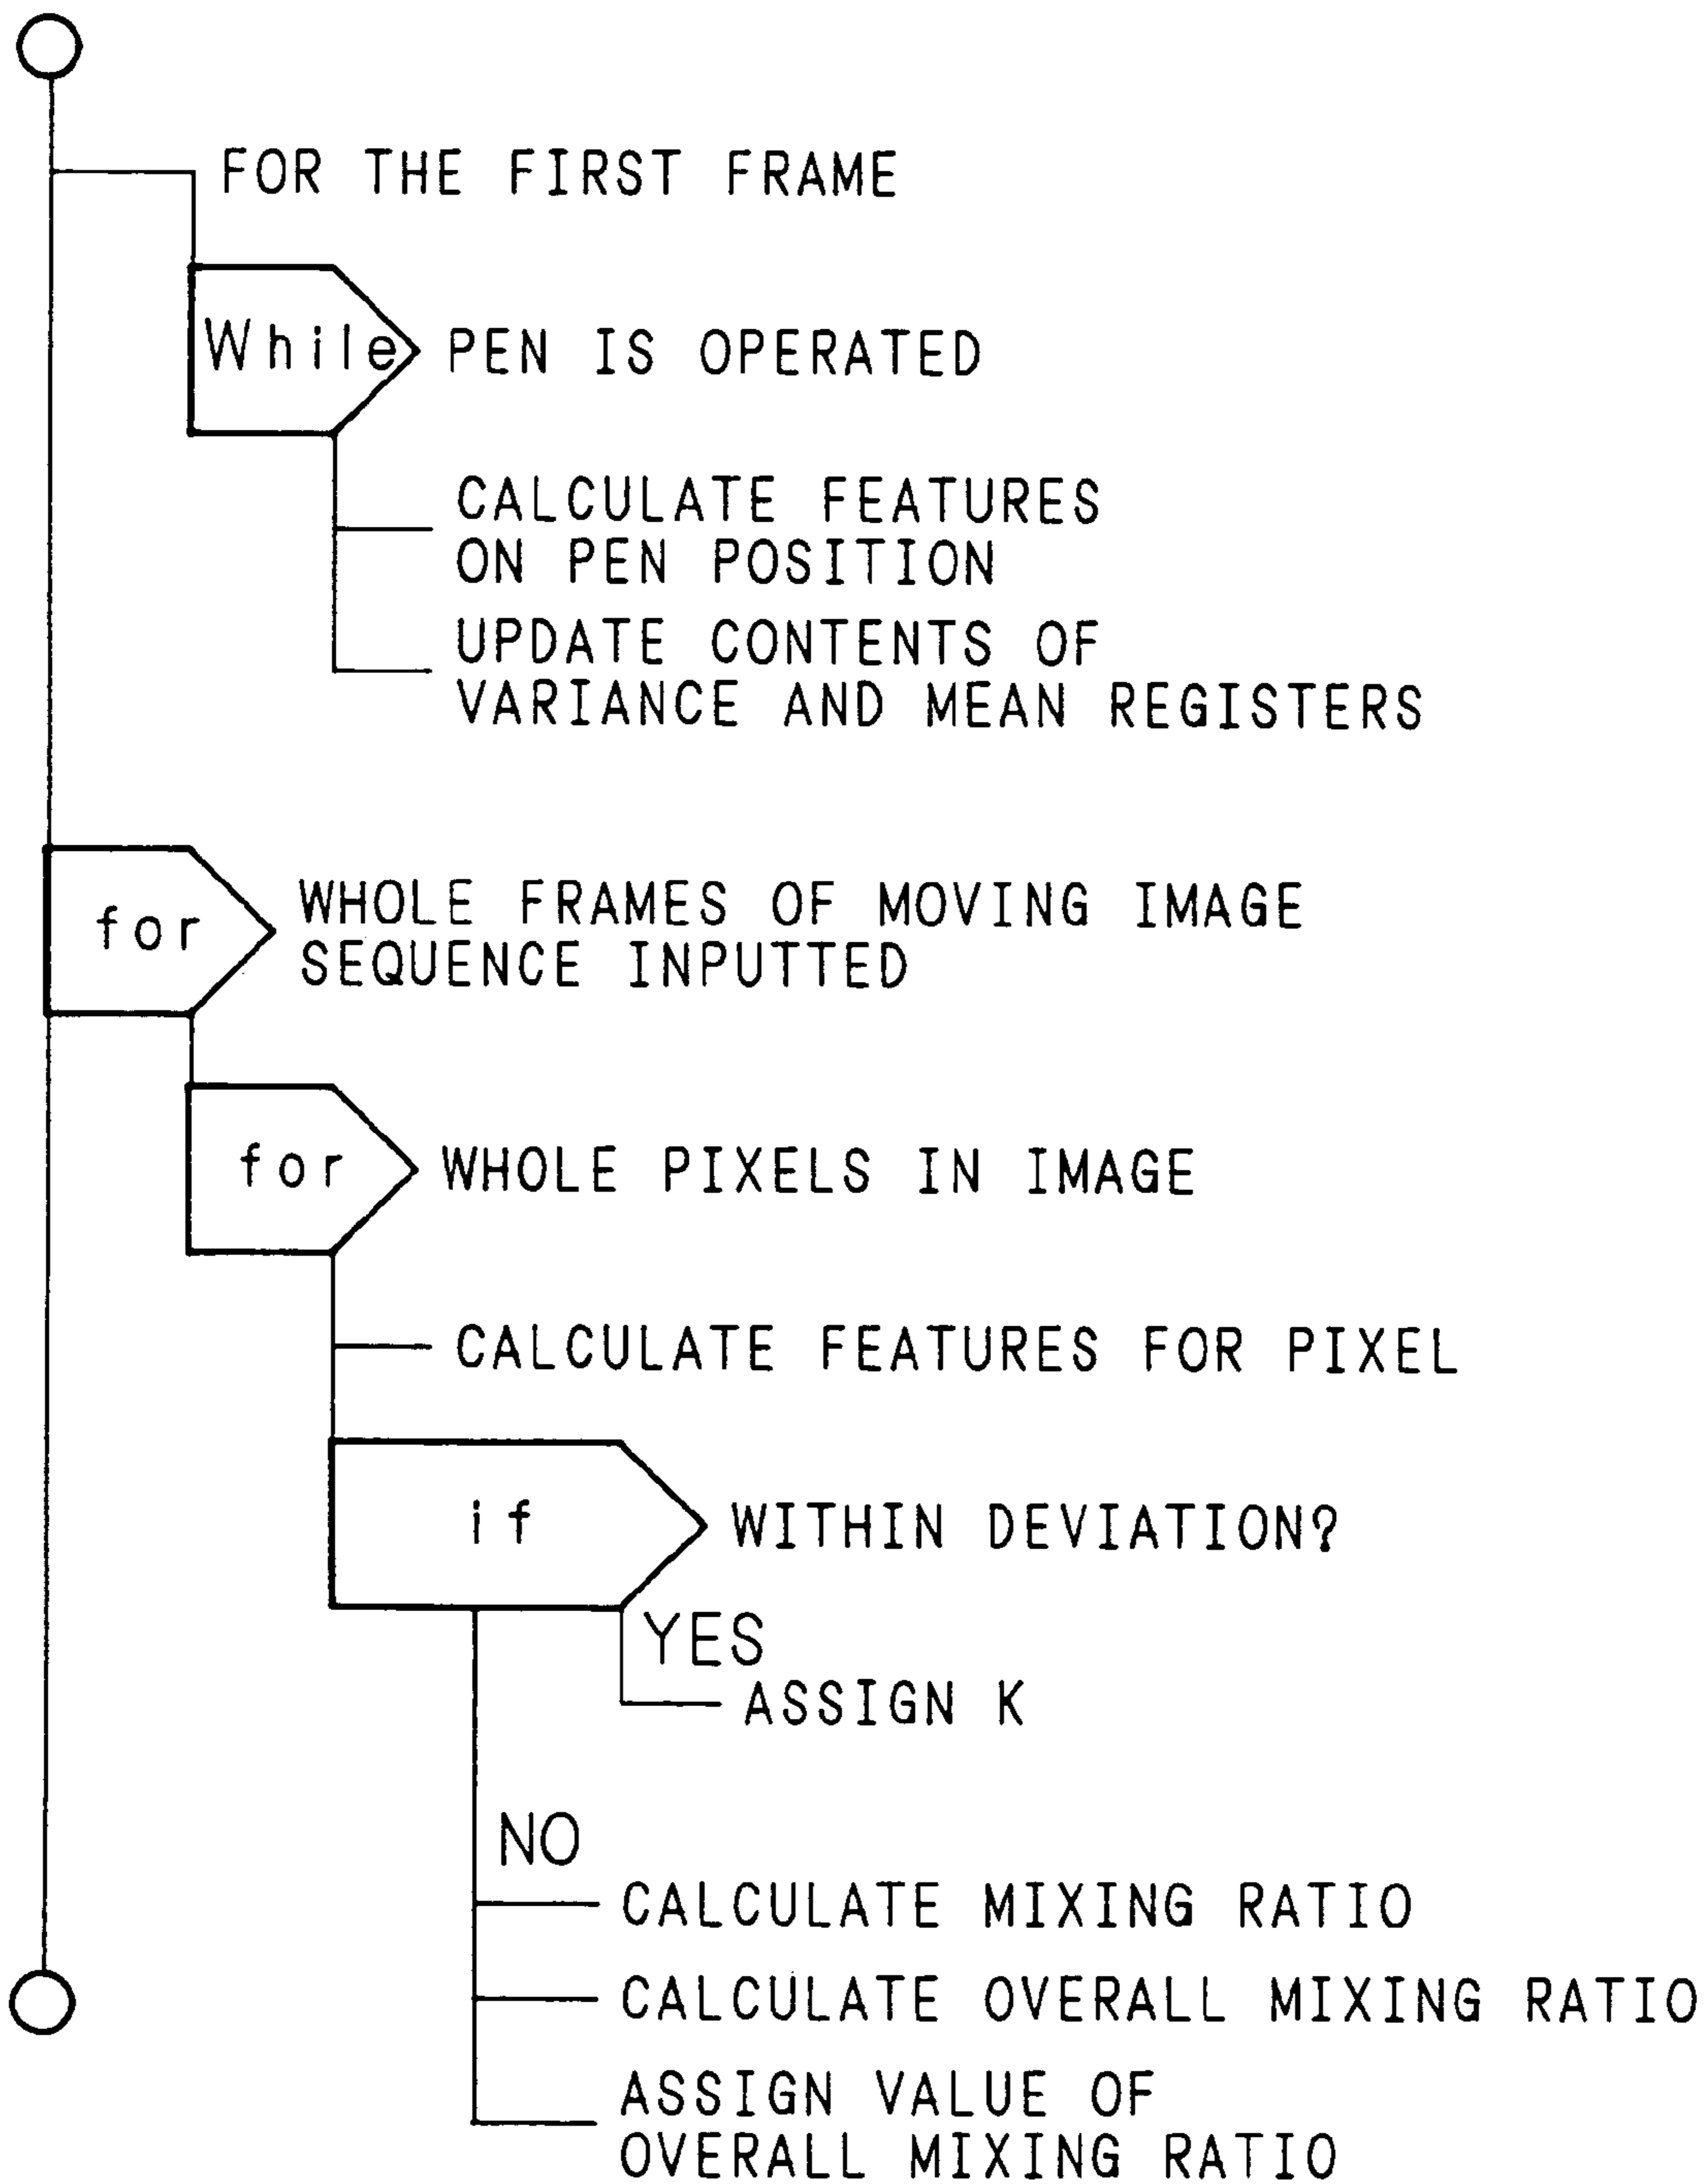 FOR THE FIRST FRAME
While PEN IS OPERATED
CALCULATE FEATURES
ON PEN POSITION
UPDATE CONTENTS OF
VARIANCE AND MEAN REGISTERS
for WHOLE FRAMES OF MOVING IMAGE
SEQUENCE INPUTTED
for WHOLE PIXELS IN IMAGE
CALCULATE FEATURES FOR PIXEL
if WITHIN DEVIATION?
YES
ASSIGN K
NO
CALCULATE MIXING RATIO
CALCULATE OVERALL MIXING RATIO
ASSIGN VALUE OF
OVERALL MIXING RATIO